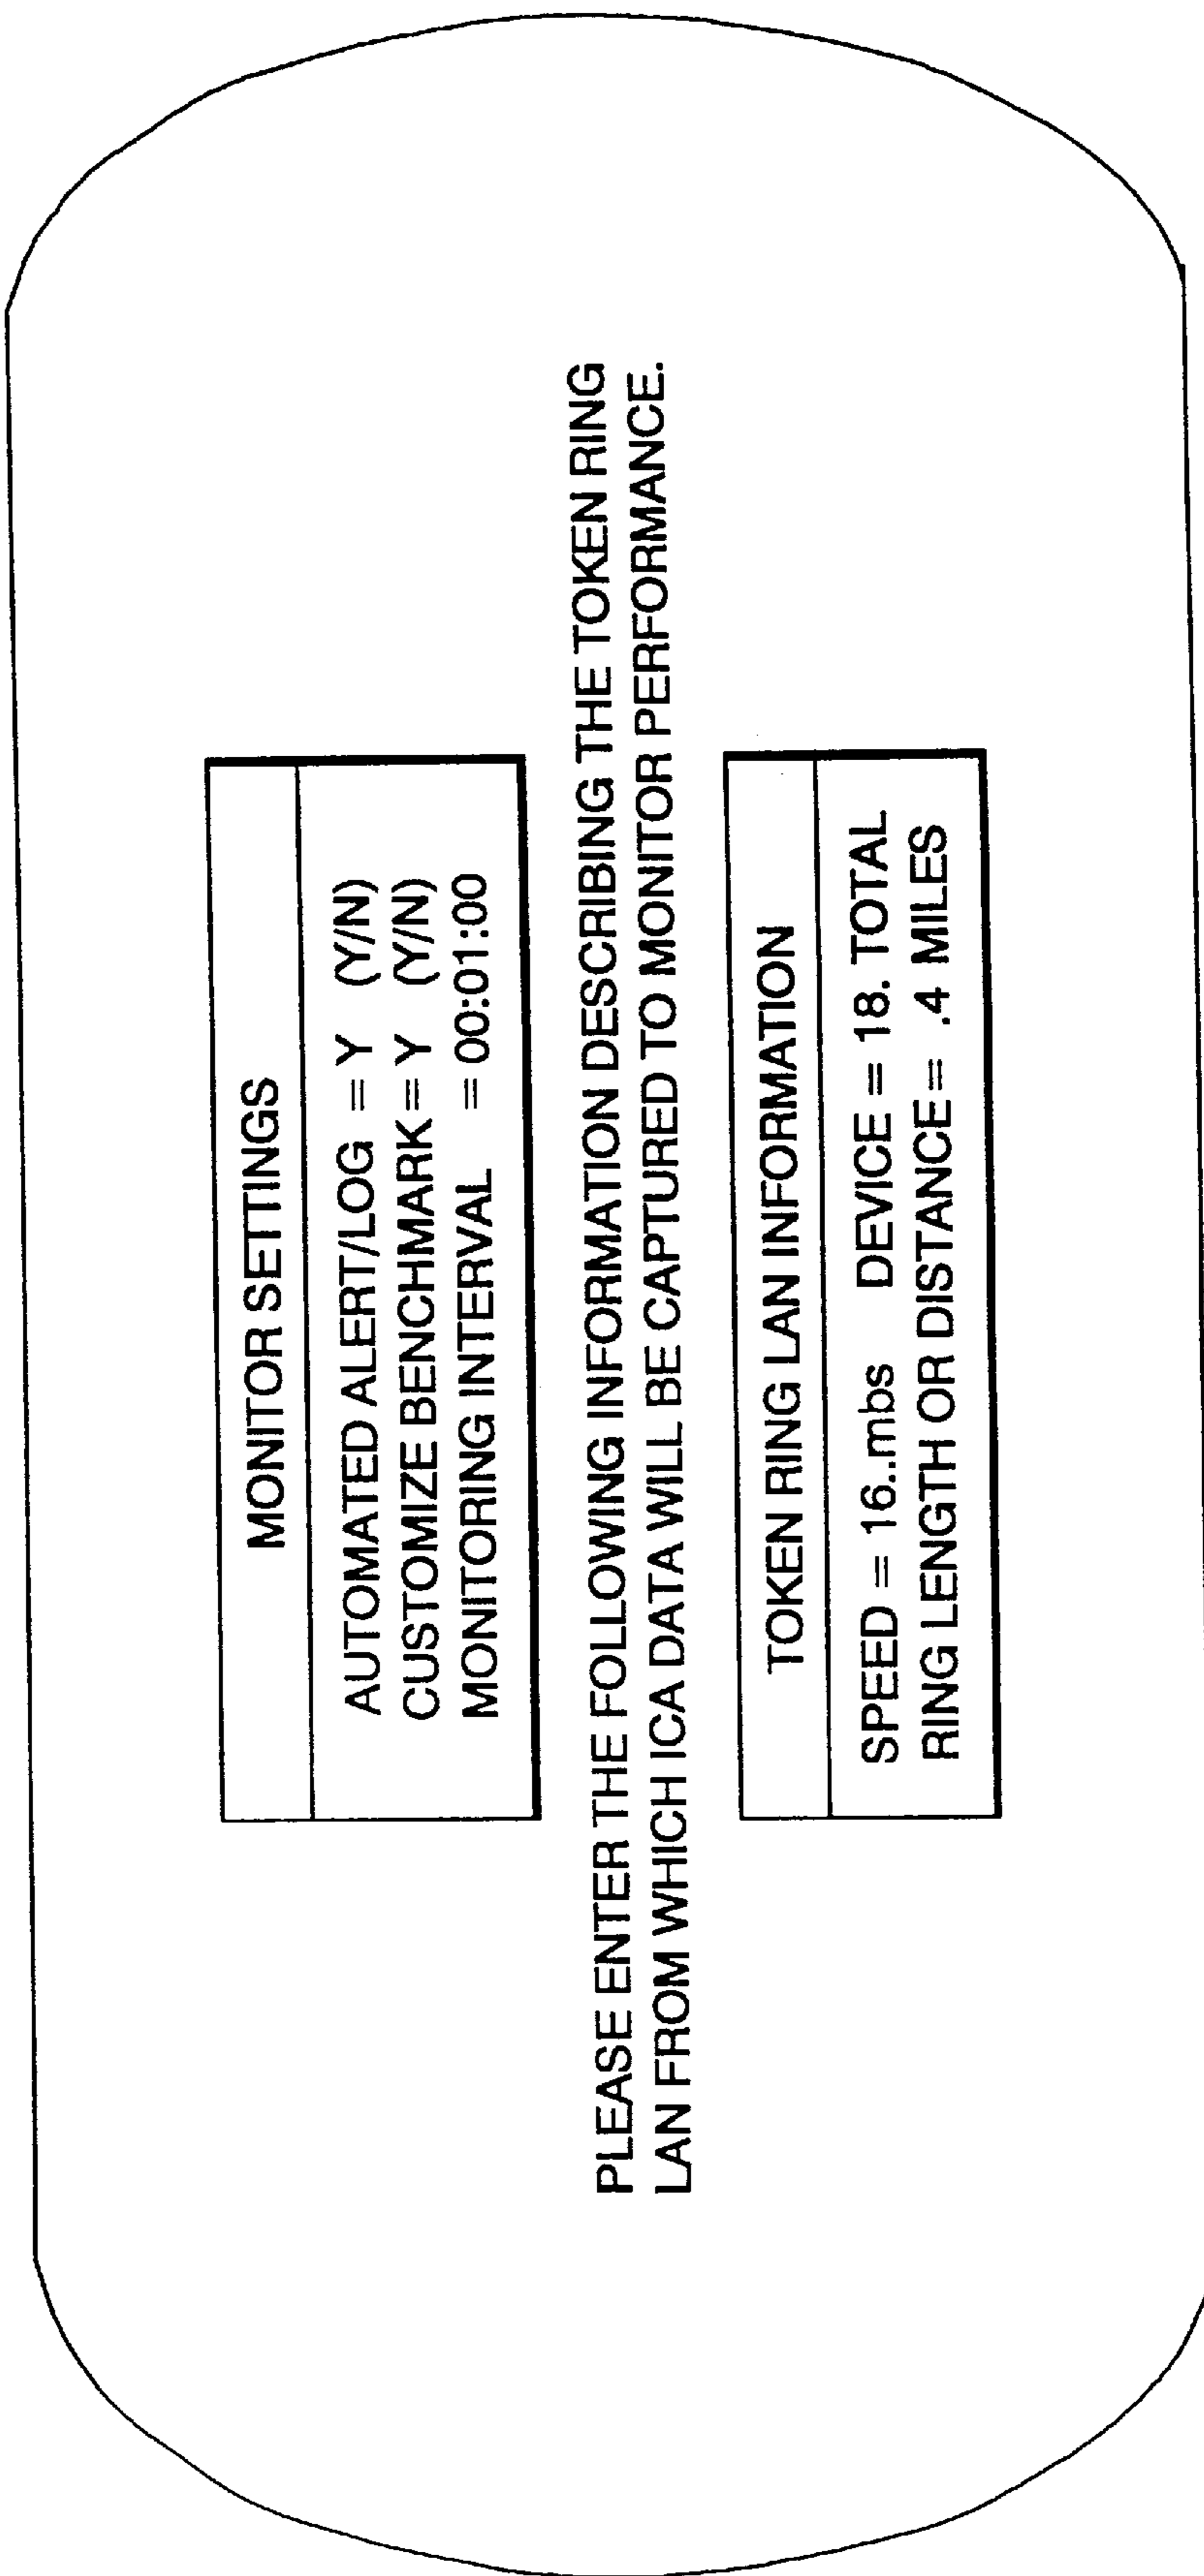 MONITOR SETTINGS
AUTOMATED ALERT/LOG = Y (Y/N)
CUSTOMIZE BENCHMARK = Y (Y/N)
MONITORING INTERVAL = 00:01:00
PLEASE ENTER THE FOLLOWING INFORMATION DESCRIBING THE TOKEN RING
LAN FROM WHICH ICA DATA WILL BE CAPTURED TO MONITOR PERFORMANCE.
TOKEN RING LAN INFORMATION
SPEED = 16..mbs DEVICE = 18. TOTAL
RING LENGTH OR DISTANCE = .4 MILES